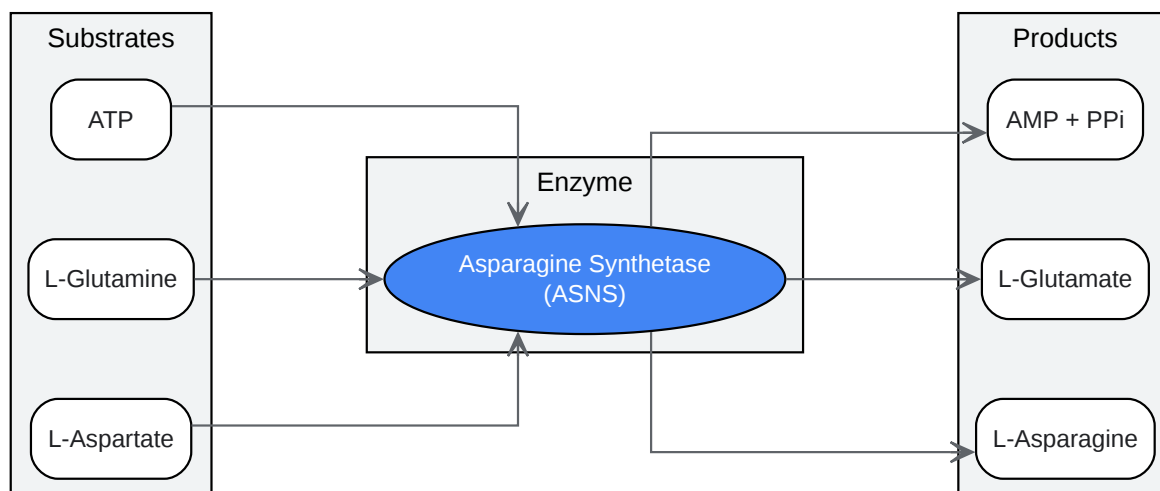 Substrates
ATP
L-Glutamine
L-Aspartate
Enzyme
Asparagine Synthetase
(ASNS)
Products
AMP + PPi
L-Glutamate
L-Asparagine